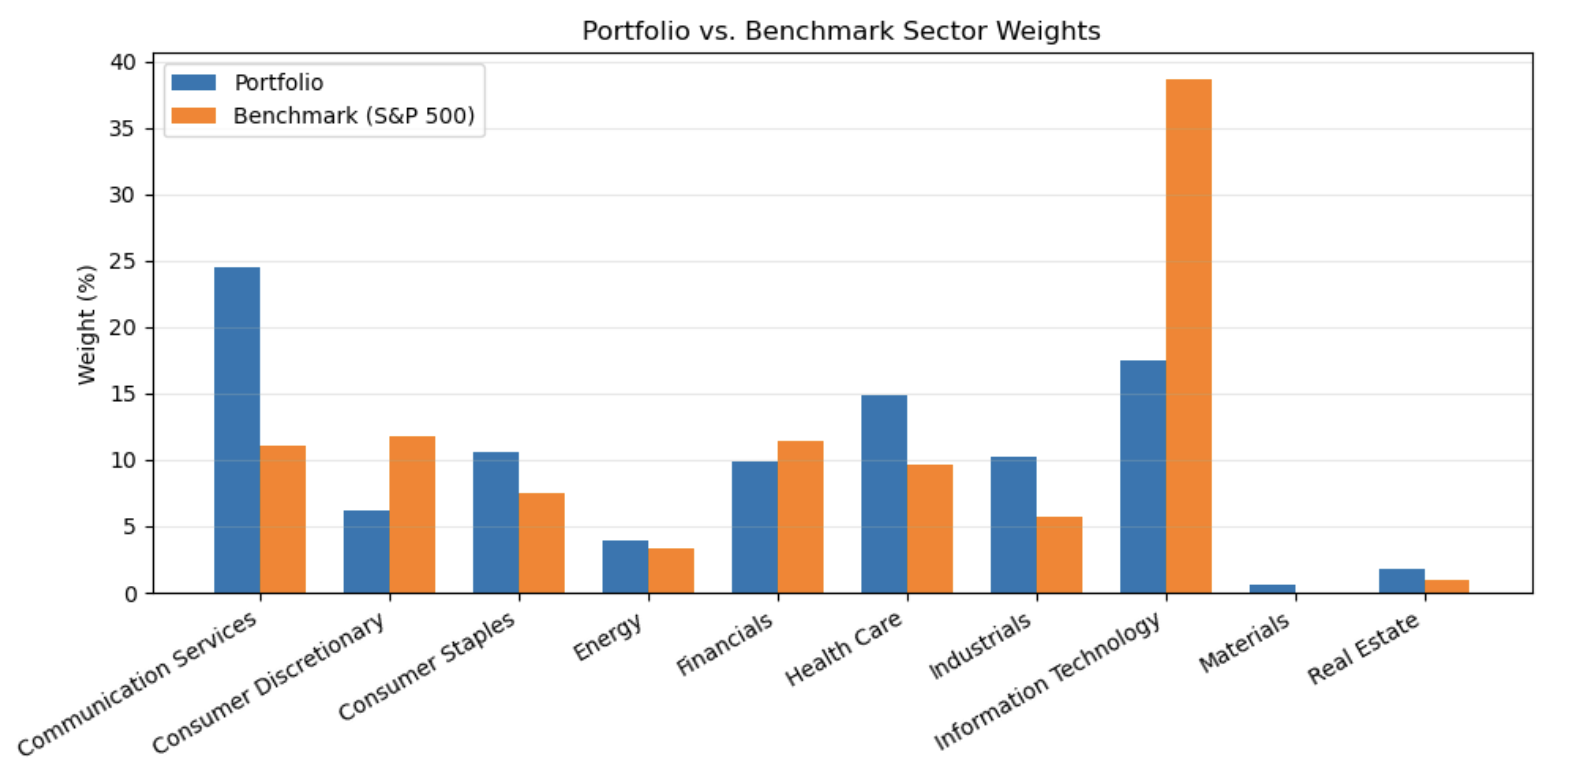 Portfolio vs. Benchmark Sector Weights
Portfolio
Benchmark (S&P 500)
Weight (%)
40
35
30
25
20
15
10
5
0
Communication Services
Consumer Discretionary
Consumer Staples
Energy
Financials
Health Care
Industrials
Information Technology
Materials
Real Estate